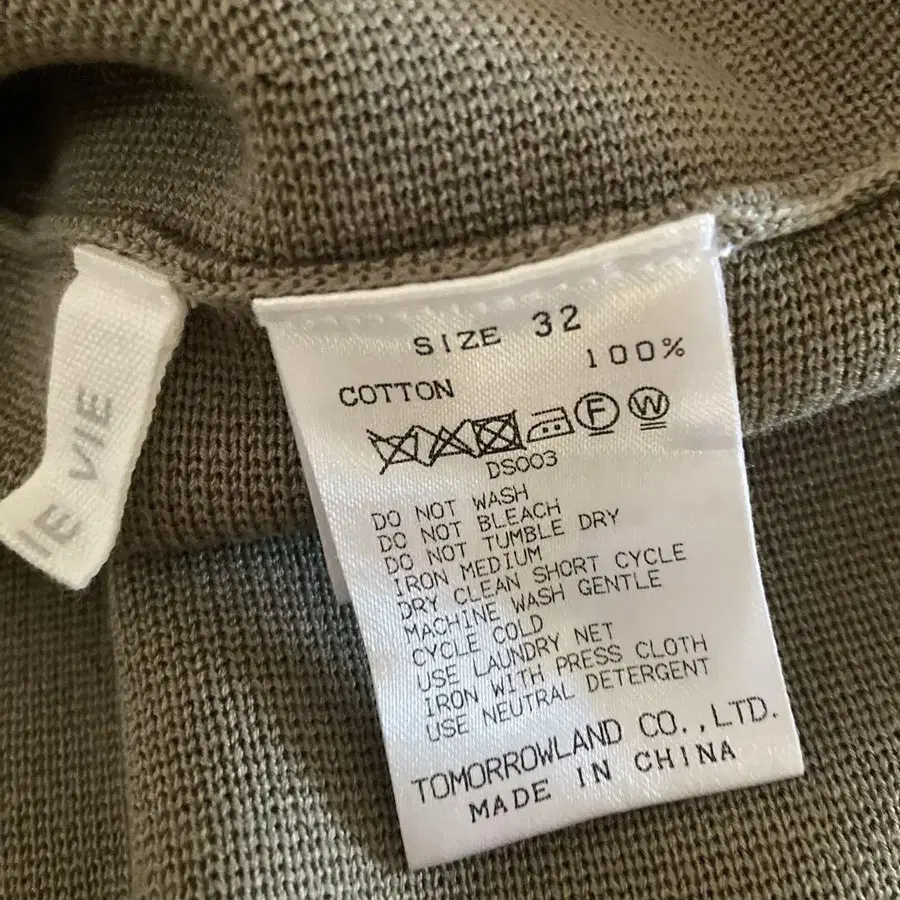 SIZE 32
100%
COTTON
F W
DS003
DO NOT WASH
DO NOT BLEACH
DO NOT TUMBLE DRY
IRON MEDIUM
DRY CLEAN SHORT CYCLE
MACHINE WASH GENTLE
CYCLE COLD
USE LAUNDRY NET
IRON WITH PRESS CLOTH
USE NEUTRAL DETERGENT
TOMORROWLAND CO.,LTD.
MADE IN CHINA
IE VIE